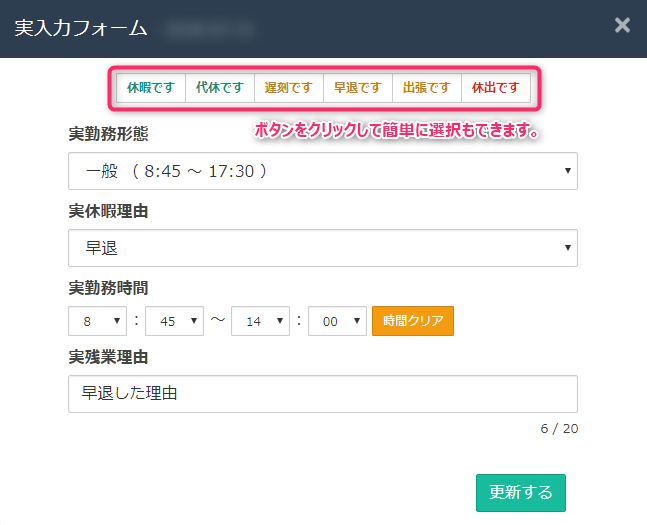 実入力フォーム
休暇です 代休です 遅刻です 早退です 出張です 休出です
ボタンをクリックして簡単に選択もできます。
実勤務形態
一般 ( 8:45 ～ 17:30 )
実休暇理由
早退
実勤務時間
8 : 45 ～ 14 : 00 時間クリア
実残業理由
早退した理由
6 / 20
更新する